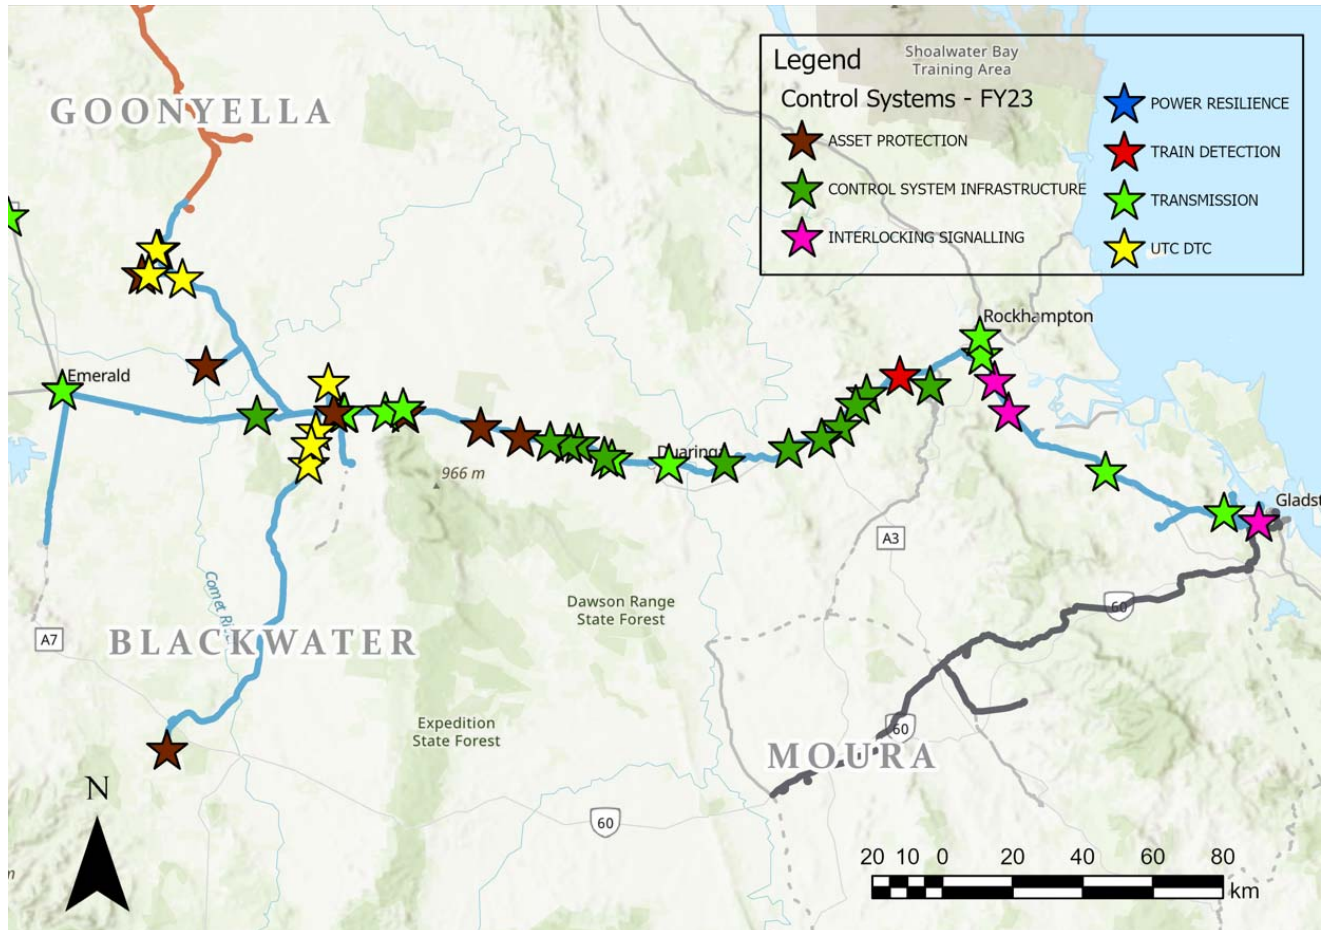 Legend
Control Systems - FY23
ASSET PROTECTION
CONTROL SYSTEM INFRASTRUCTURE
INTERLOCKING SIGNALLING
POWER RESILIENCE
TRAIN DETECTION
TRANSMISSION
UTC DTC
Shoalwater Bay
Training Area
GOONYELLA
Rockhampton
Emerald
966 m
Gladst
A3
Comet
Dawson Range
State Forest
60
A7
BLACKWATER
Expedition
State Forest
60
MOURA
N
60
20 10 0 20 40 60 80
km